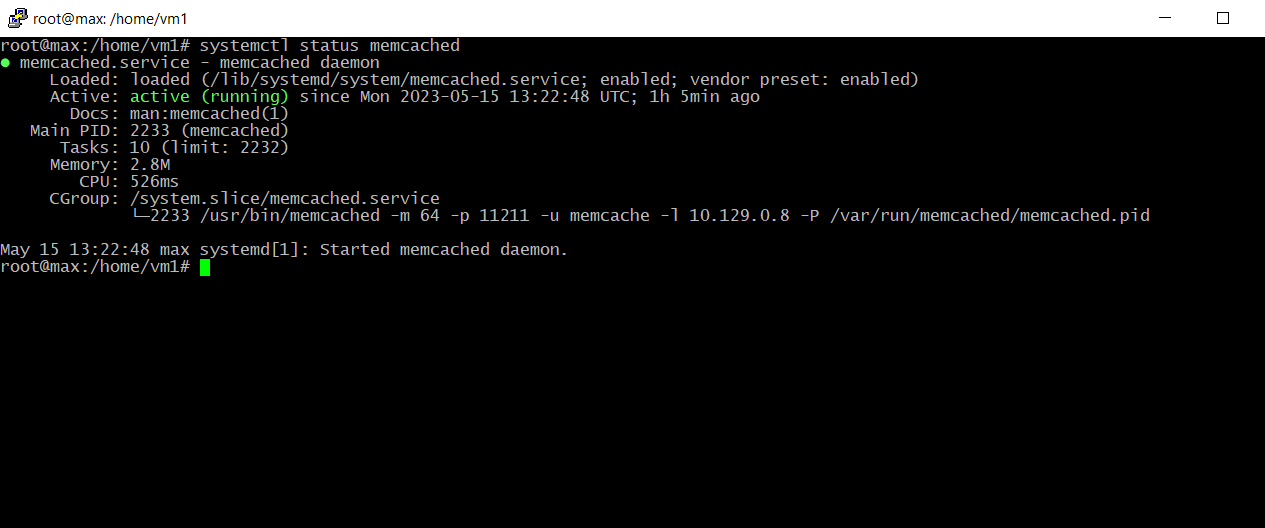 root@max: /home/vm1
root@max:/home/vm1# systemctl status memcached
● memcached.service - memcached daemon
     Loaded: loaded (/lib/systemd/system/memcached.service; enabled; vendor preset: enabled)
     Active: active (running) since Mon 2023-05-15 13:22:48 UTC; 1h 5min ago
       Docs: man:memcached(1)
   Main PID: 2233 (memcached)
      Tasks: 10 (limit: 2232)
     Memory: 2.8M
        CPU: 526ms
     CGroup: /system.slice/memcached.service
             └─2233 /usr/bin/memcached -m 64 -p 11211 -u memcache -l 10.129.0.8 -P /var/run/memcached/memcached.pid
May 15 13:22:48 max systemd[1]: Started memcached daemon.
root@max:/home/vm1#